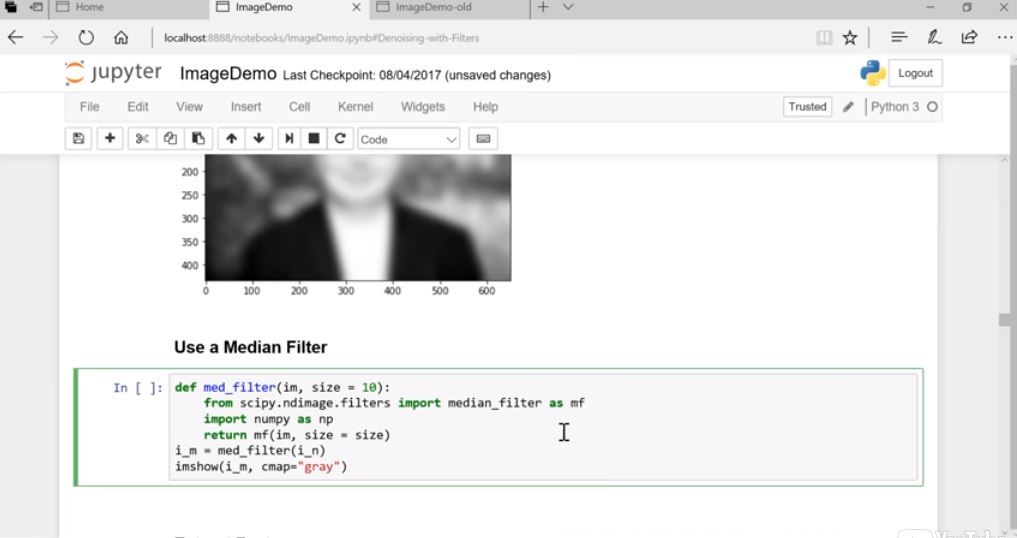 Home
ImageDemo
ImageDemo-old
localhost:8888/notebooks/ImageDemo.ipynb#Denoising-with-Filters
jupyter ImageDemo Last Checkpoint: 08/04/2017 (unsaved changes)
Logout
File Edit View Insert Cell Kernel Widgets Help
Trusted
Python 3
Code
200
250
300
350
400
0 100 200 300 400 500 600
Use a Median Filter
In [ ]: def med_filter(im, size = 10):
from scipy.ndimage.filters import median_filter as mf
import numpy as np
return mf(im, size = size)
i_m = med_filter(i_n)
imshow(i_m, cmap="gray")